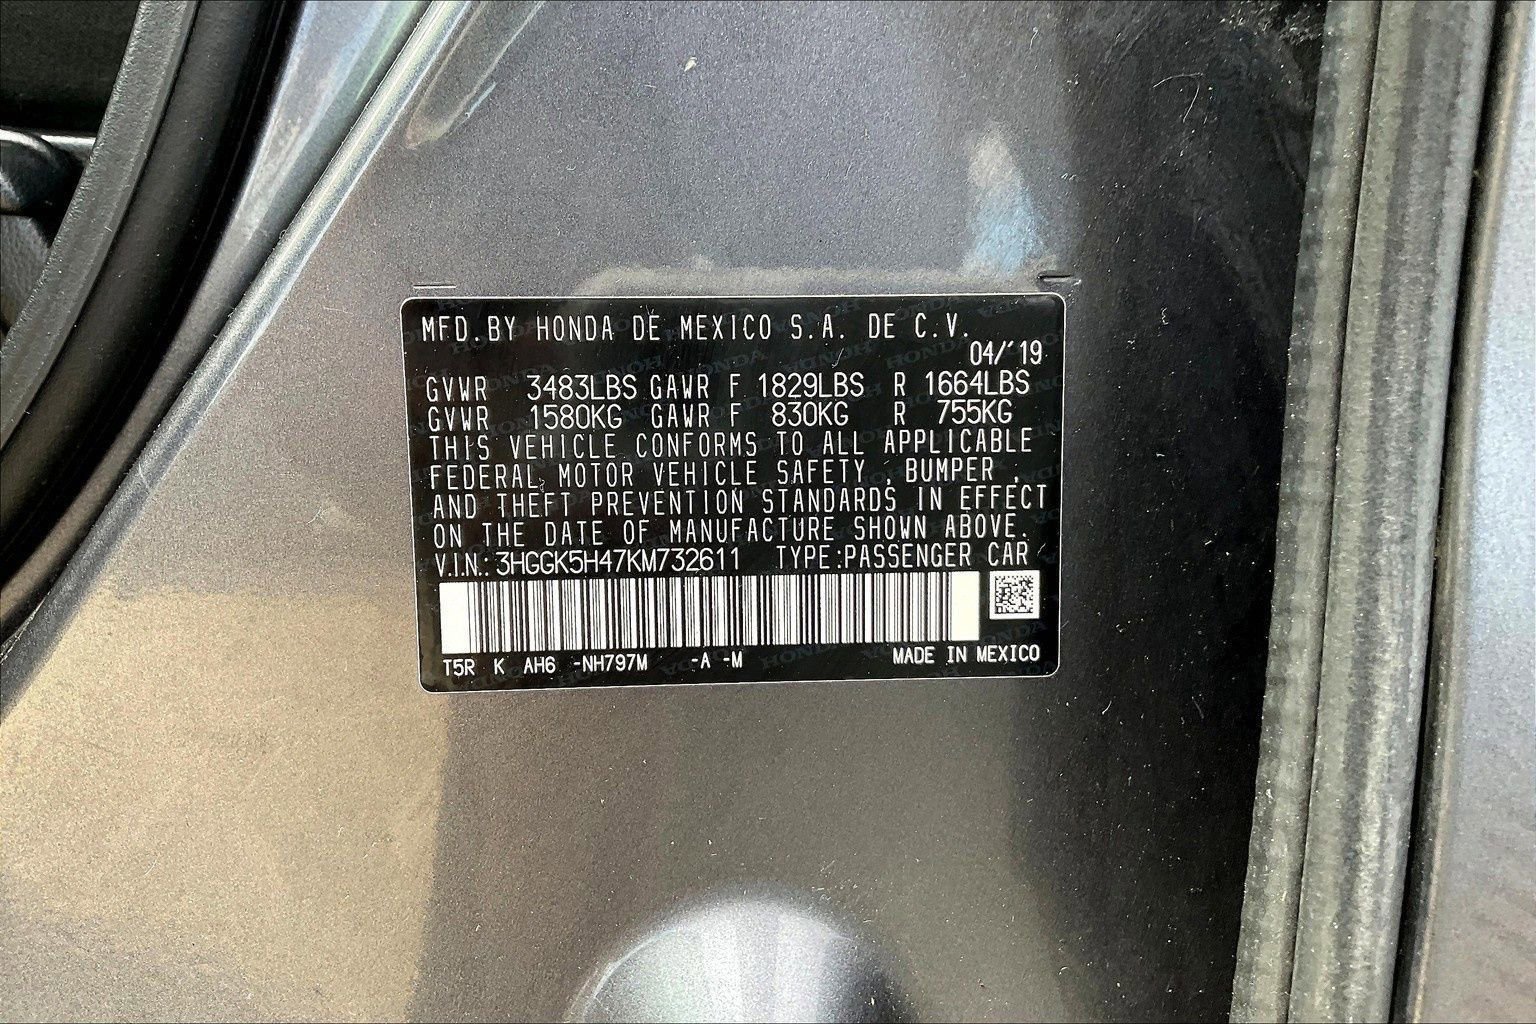 MFD.BY HONDA DE MEXICO S.A. DE C.V.
04/'19
GVWR 3483LBS GAWR F 1829LBS R 1664LBS
GVWR 1580KG GAWR F 830KG R 755KG
THIS VEHICLE CONFORMS TO ALL APPLICABLE
FEDERAL MOTOR VEHICLE SAFETY ,BUMPER ,
AND THEFT PREVENTION STANDARDS IN EFFECT
ON THE DATE OF MANUFACTURE SHOWN ABOVE.
V.I.N.: 3HGGK5H47KM732611 TYPE:PASSENGER CAR
T5R K AH6 -NH797M -A -M MADE IN MEXICO